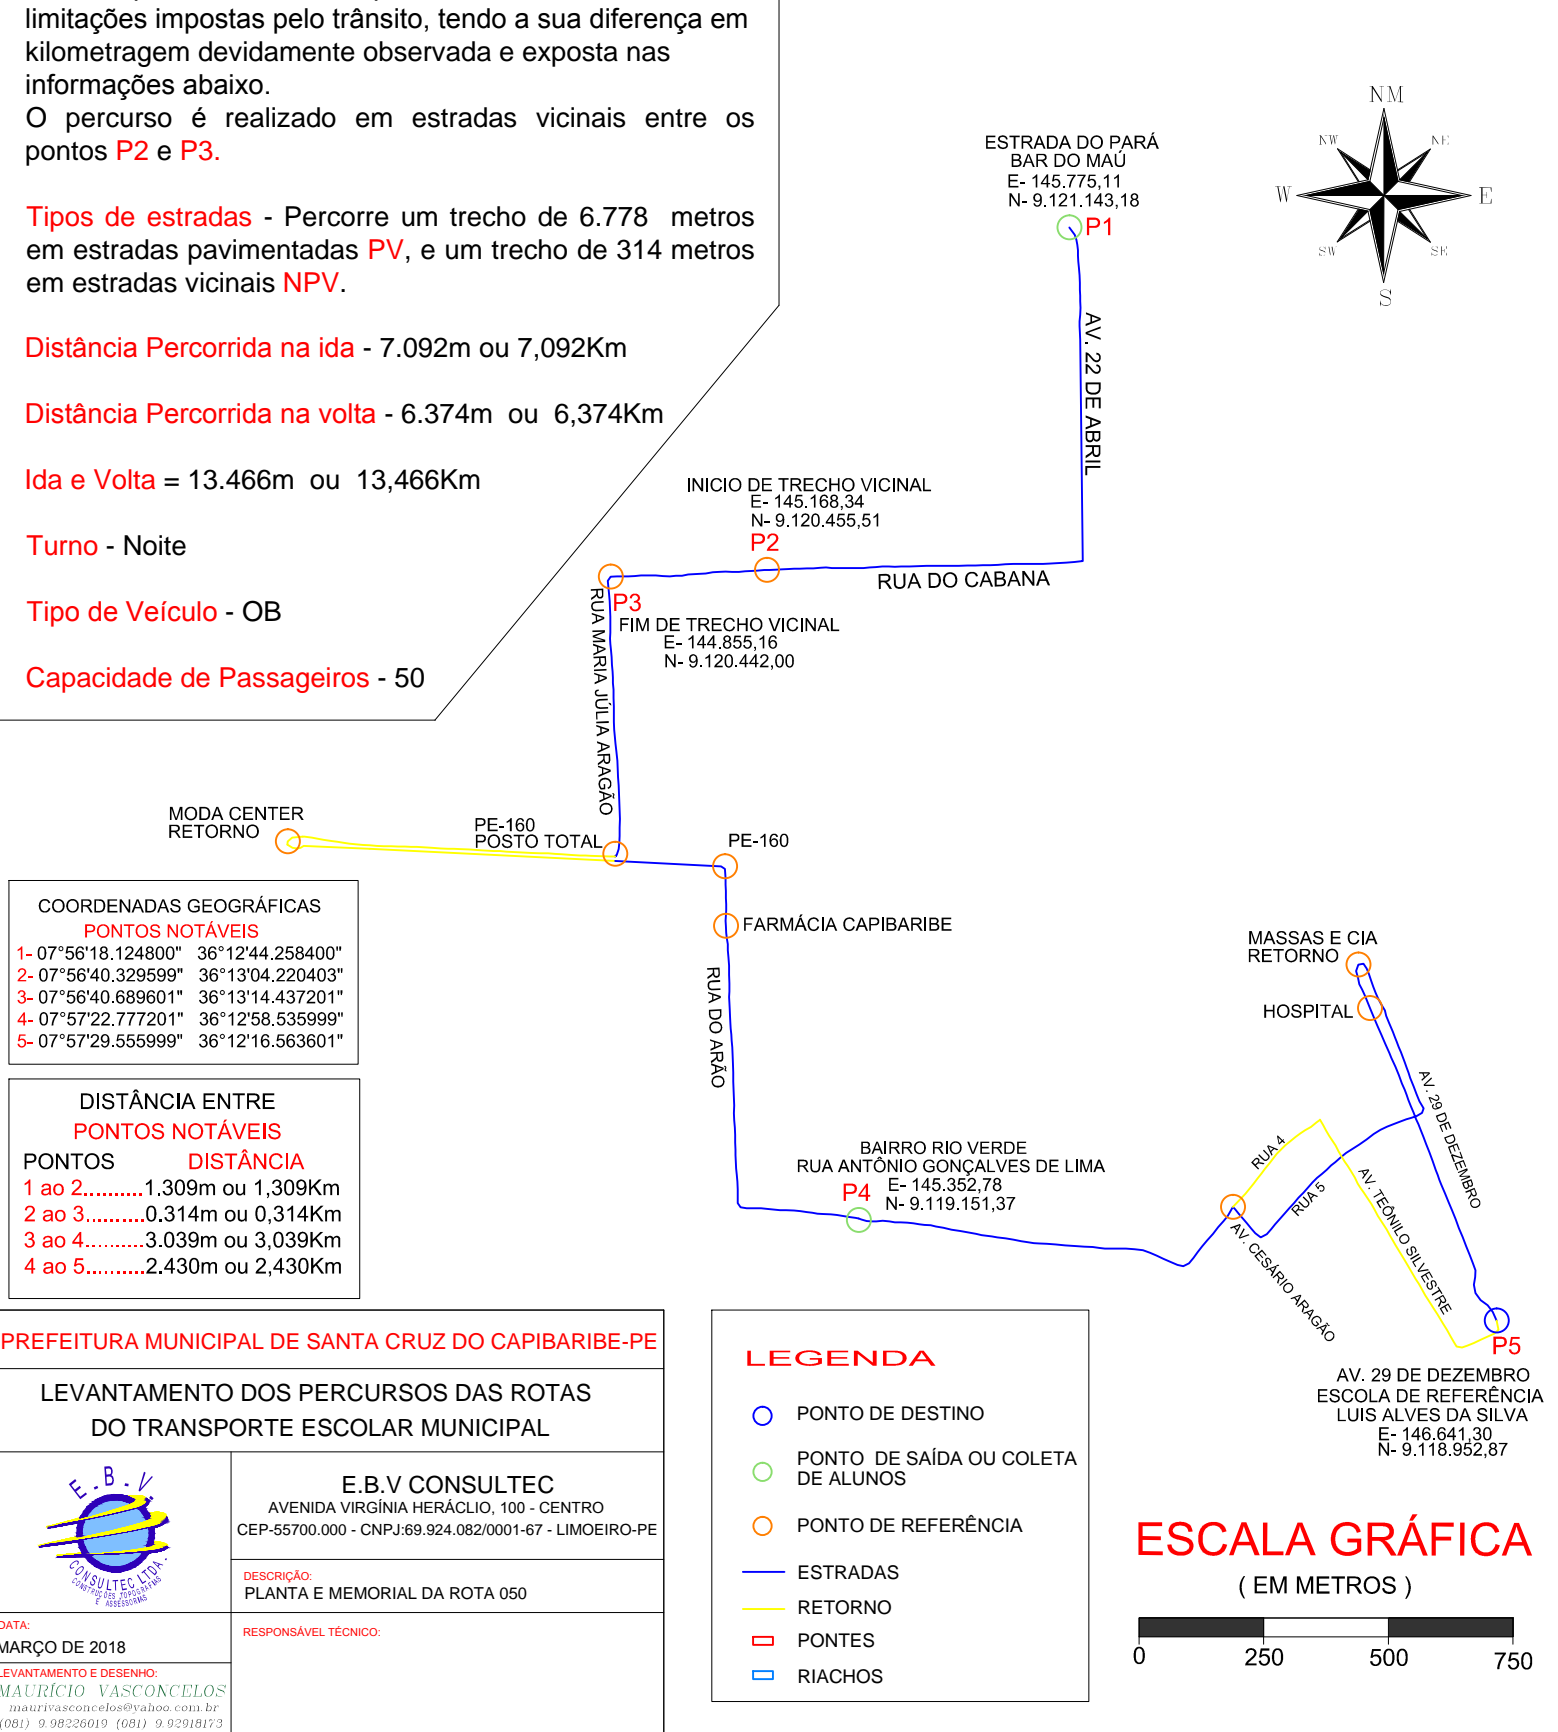 limitações impostas pelo trânsito, tendo a sua diferença em
kilometragem devidamente observada e exposta nas
informações abaixo.
O percurso é realizado em estradas vicinais entre os
pontos P2 e P3.
Tipos de estradas - Percorre um trecho de 6.778 metros
em estradas pavimentadas PV, e um trecho de 314 metros
em estradas vicinais NPV.
Distância Percorrida na ida - 7.092m ou 7,092Km
Distância Percorrida na volta - 6.374m ou 6,374Km
Ida e Volta = 13.466m ou 13,466Km
Turno - Noite
Tipo de Veículo - OB
Capacidade de Passageiros - 50
NM
NW
NE
W
E
SW
SE
S
ESTRADA DO PARÁ
BAR DO MAÚ
E- 145.775,11
N- 9.121.143,18
P1
AV. 22 DE ABRIL
INICIO DE TRECHO VICINAL
E- 145.168,34
N- 9.120.455,51
P2
RUA DO CABANA
P3
FIM DE TRECHO VICINAL
E- 144.855,16
N- 9.120.442,00
RUA MARIA JÚLIA ARAGÃO
MODA CENTER
RETORNO
PE-160
POSTO TOTAL
PE-160
FARMÁCIA CAPIBARIBE
RUA DO ARÃO
MASSAS E CIA
RETORNO
HOSPITAL
AV. 29 DE DEZEMBRO
BAIRRO RIO VERDE
RUA ANTÔNIO GONÇALVES DE LIMA
E- 145.352,78
N- 9.119.151,37
P4
RUA 4
RUA 5
AV. TEÔNILO SILVESTRE
AV. CESÁRIO ARAGÃO
P5
AV. 29 DE DEZEMBRO
ESCOLA DE REFERÊNCIA
LUIS ALVES DA SILVA
E- 146.641,30
N- 9.118.952,87
COORDENADAS GEOGRÁFICAS
PONTOS NOTÁVEIS
1- 07°56'18.124800" 36°12'44.258400"
2- 07°56'40.329599" 36°13'04.220403"
3- 07°56'40.689601" 36°13'14.437201"
4- 07°57'22.777201" 36°12'58.535999"
5- 07°57'29.555999" 36°12'16.563601"
DISTÂNCIA ENTRE
PONTOS NOTÁVEIS
PONTOS DISTÂNCIA
1 ao 2..........1.309m ou 1,309Km
2 ao 3..........0.314m ou 0,314Km
3 ao 4..........3.039m ou 3,039Km
4 ao 5..........2.430m ou 2,430Km
PREFEITURA MUNICIPAL DE SANTA CRUZ DO CAPIBARIBE-PE
LEVANTAMENTO DOS PERCURSOS DAS ROTAS
DO TRANSPORTE ESCOLAR MUNICIPAL
E.B.V.
CONSULTEC LTDA.
CONSTRUÇÕES TOPOGRAFIAS
E ASSESSORIAS
E.B.V CONSULTEC
AVENIDA VIRGÍNIA HERÁCLIO, 100 - CENTRO
CEP-55700.000 - CNPJ:69.924.082/0001-67 - LIMOEIRO-PE
DESCRIÇÃO:
PLANTA E MEMORIAL DA ROTA 050
DATA:
MARÇO DE 2018
RESPONSÁVEL TÉCNICO:
LEVANTAMENTO E DESENHO:
MAURÍCIO VASCONCELOS
maurivasconcelos@yahoo.com.br
(081) 9.98226019 (081) 9.92918173
LEGENDA
PONTO DE DESTINO
PONTO DE SAÍDA OU COLETA
DE ALUNOS
PONTO DE REFERÊNCIA
ESTRADAS
RETORNO
PONTES
RIACHOS
ESCALA GRÁFICA
( EM METROS )
0 250 500 750